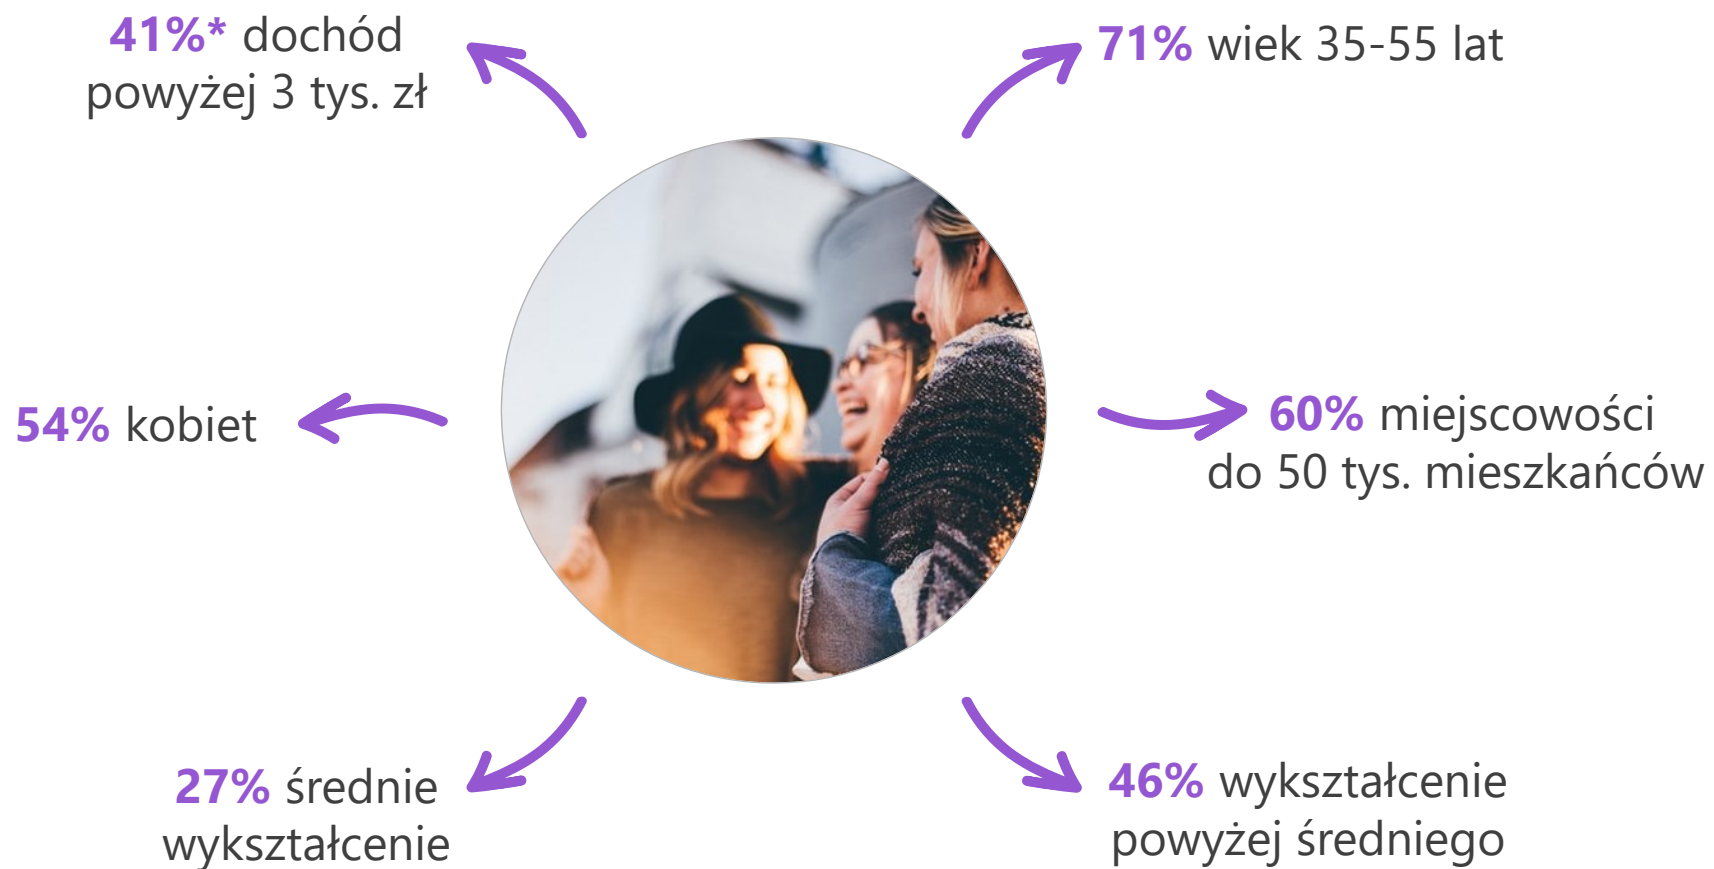 41%* dochód
powyżej 3 tys. zł
71% wiek 35-55 lat
54% kobiet
60% miejscowości
do 50 tys. mieszkańców
27% średnie
wykształcenie
46% wykształcenie
powyżej średniego